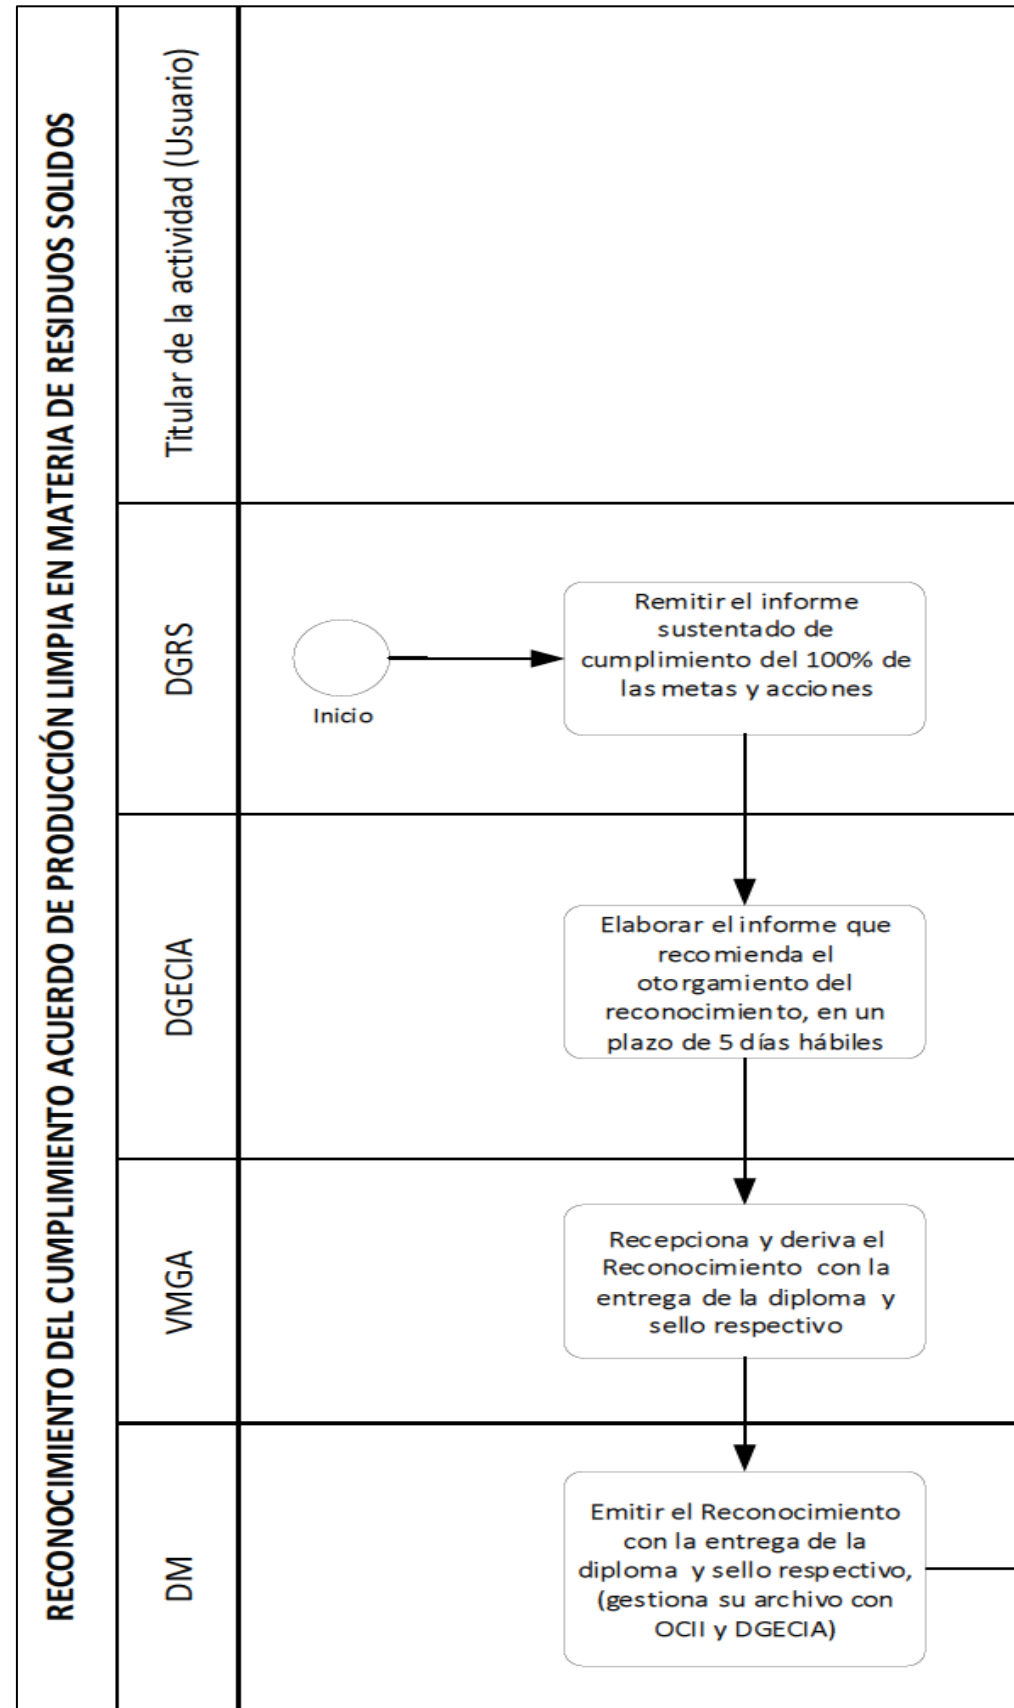 RECONOCIMIENTO DEL CUMPLIMIENTO ACUERDO DE PRODUCCIÓN LIMPIA EN MATERIA DE RESIDUOS SOLIDOS
Titular de la actividad (Usuario)
DGRS
Inicio
Remitir el informe
sustentado de
cumplimiento del 100% de
las metas y acciones
DGECIA
Elaborar el informe que
recomienda el
otorgamiento del
reconocimiento, en un
plazo de 5 días hábiles
VMGA
Recepciona y deriva el
Reconocimiento con la
entrega de la diploma y
sello respectivo
DM
Emitir el Reconocimiento
con la entrega de la
diploma y sello respectivo,
(gestiona su archivo con
OCII y DGECIA)